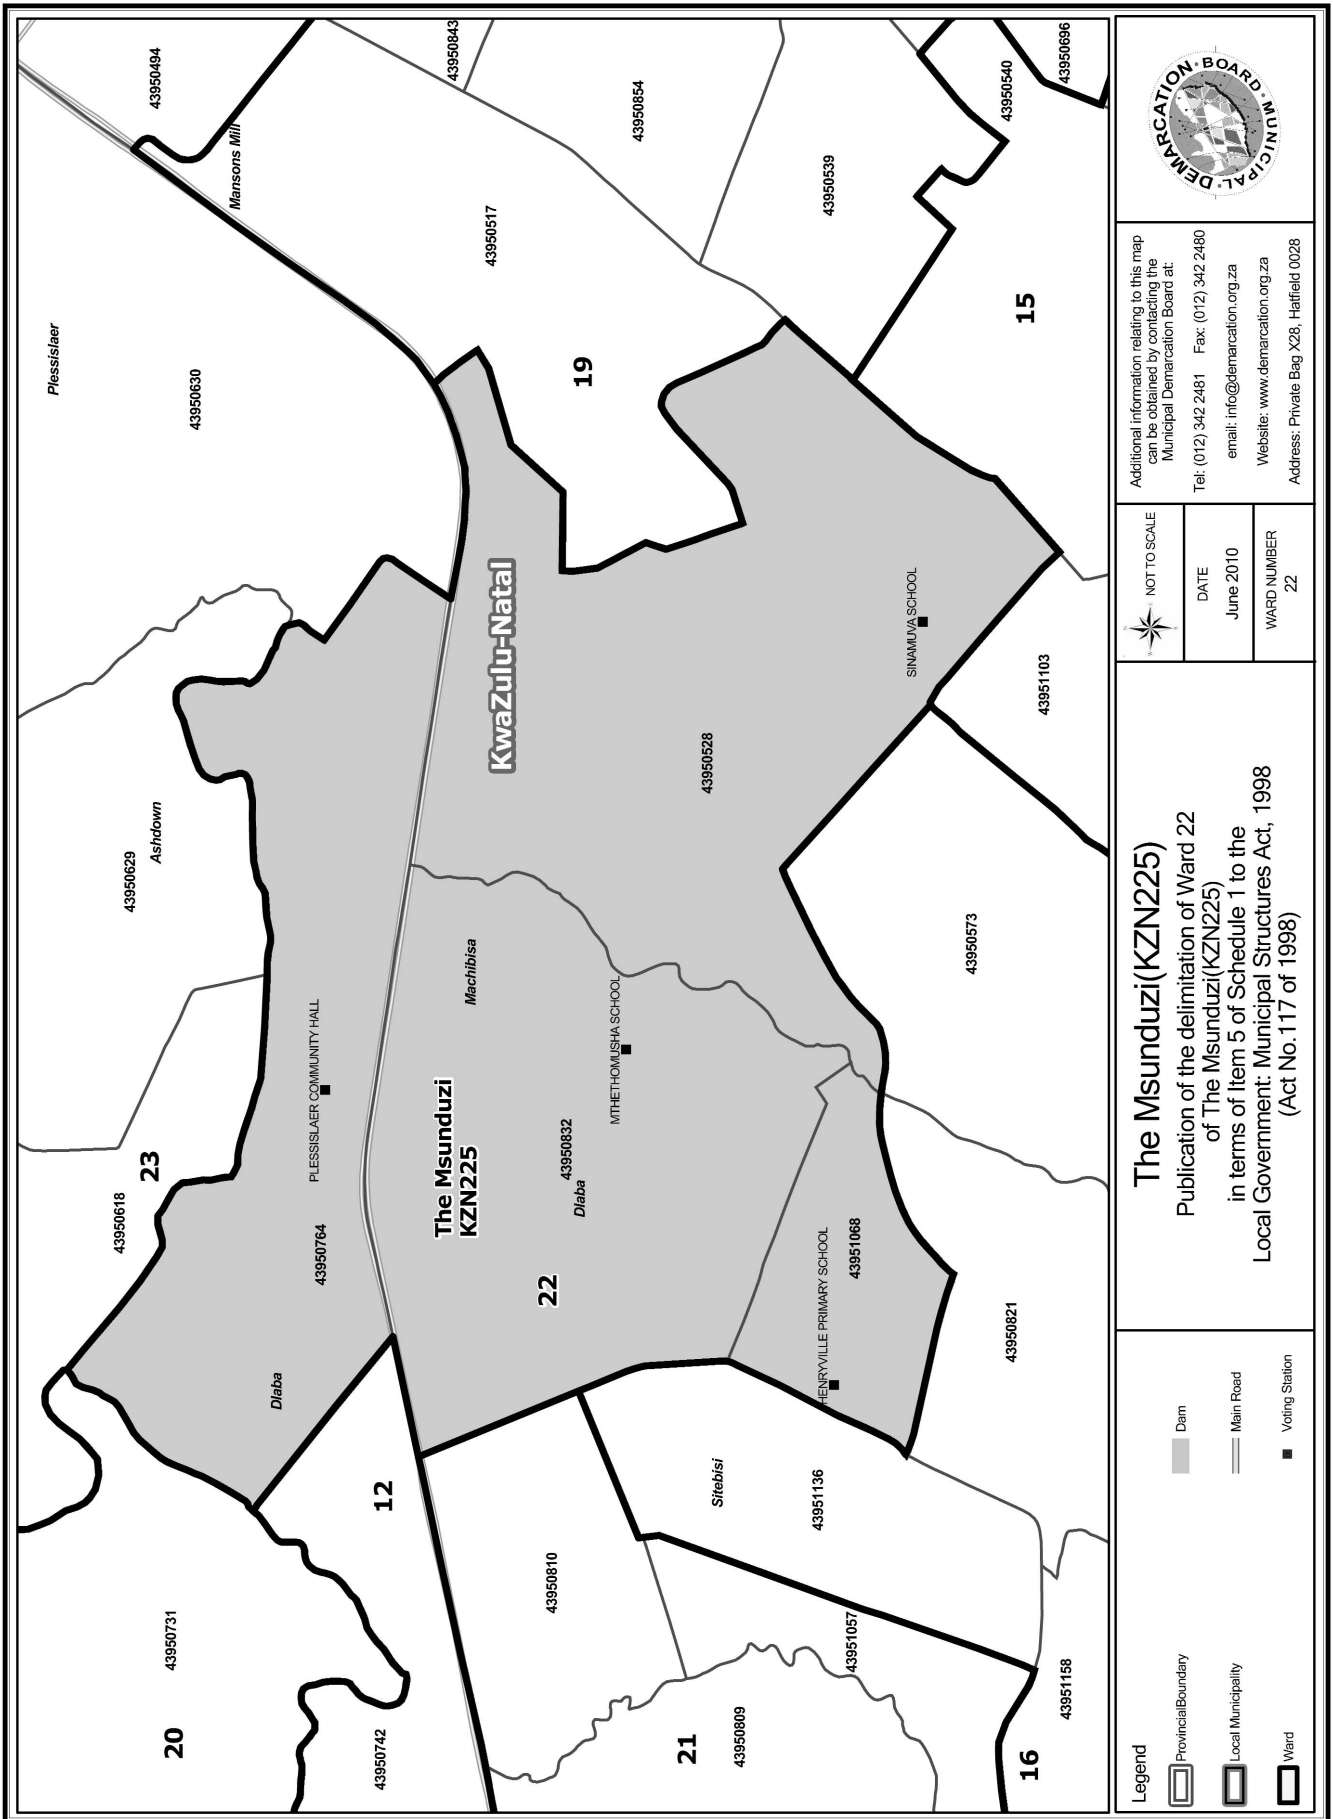 43950494
43950843
43950854
43950540
43950696
Mansons Mill
43950517
43950539
Plessislaer
43950630
19
15
KwaZulu-Natal
SINAMUVA SCHOOL
43951103
43950528
Ashdown
43950629
Machibisa
43950573
PLESSISLAER COMMUNITY HALL
MTHETHOMUSHA SCHOOL
The Msunduzi
KZN225
23
43950618
43950832
Dlaba
43950764
22
HENRYVILLE PRIMARY SCHOOL
43951068
43950821
Dlaba
12
Sitebisi
43951136
43950810
43950731
43951057
20
43950742
21
43950809
43951158
16
Legend
ProvincialBoundary
Local Municipality
Ward
Dam
Main Road
Voting Station
The Msunduzi(KZN225)
Publication of the delimitation of Ward 22
of The Msunduzi(KZN225)
in terms of Item 5 of Schedule 1 to the
Local Government: Municipal Structures Act, 1998
(Act No.117 of 1998)
N
E
S
W
NOT TO SCALE
DATE
June 2010
WARD NUMBER
22
Additional information relating to this map
can be obtained by contacting the
Municipal Demarcation Board at:
Tel: (012) 342 2481 Fax: (012) 342 2480
email: info@demarcation.org.za
Website: www.demarcation.org.za
Address: Private Bag X28, Hatfield 0028
MUNICIPAL • DEMARCATION • BOARD •